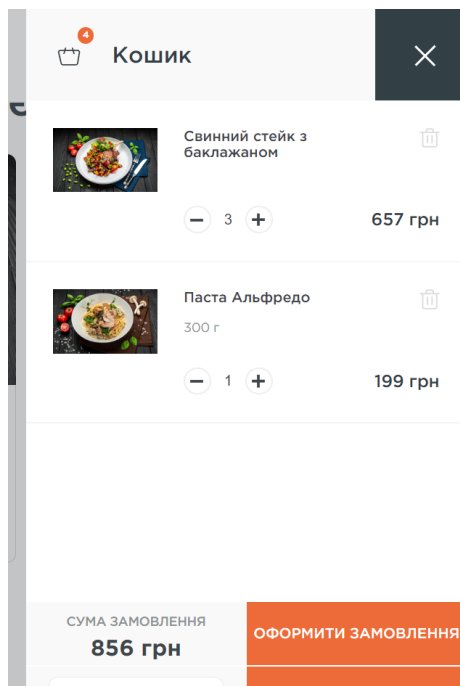 4
Кошик
Свинний стейк з
баклажаном
3
657 грн
Паста Альфредо
300 г
1
199 грн
СУМА ЗАМОВЛЕННЯ
856 грн
ОФОРМИТИ ЗАМОВЛЕННЯ